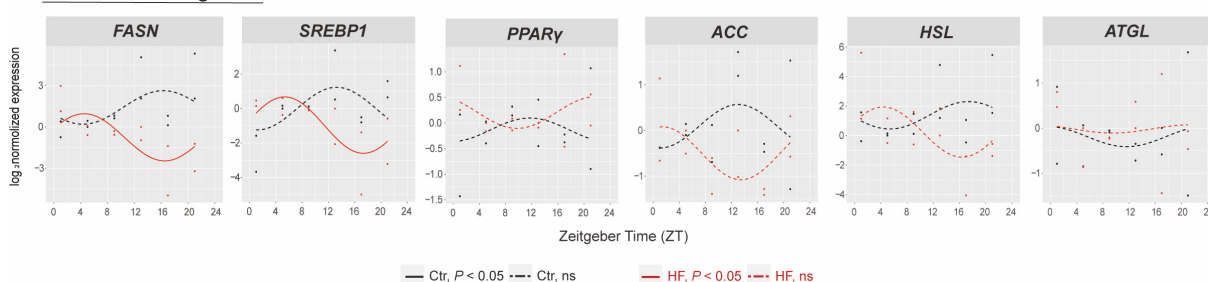 FASN SREBP1 PPARγ ACC HSL ATGL
log₂normolized expression
3 0 −3
2 0 −2 −4
1.0 0.5 0.0 −0.5 −1.0 −1.5
1 0 −1
6 4 2 0 −2 −4
1 0 −1
0 4 8 12 16 20 24 0 4 8 12 16 20 24 0 4 8 12 16 20 24 0 4 8 12 16 20 24 0 4 8 12 16 20 24 0 4 8 12 16 20
Zeitgeber Time (ZT)
Ctr, P < 0.05 Ctr, ns HF, P < 0.05 HF, ns